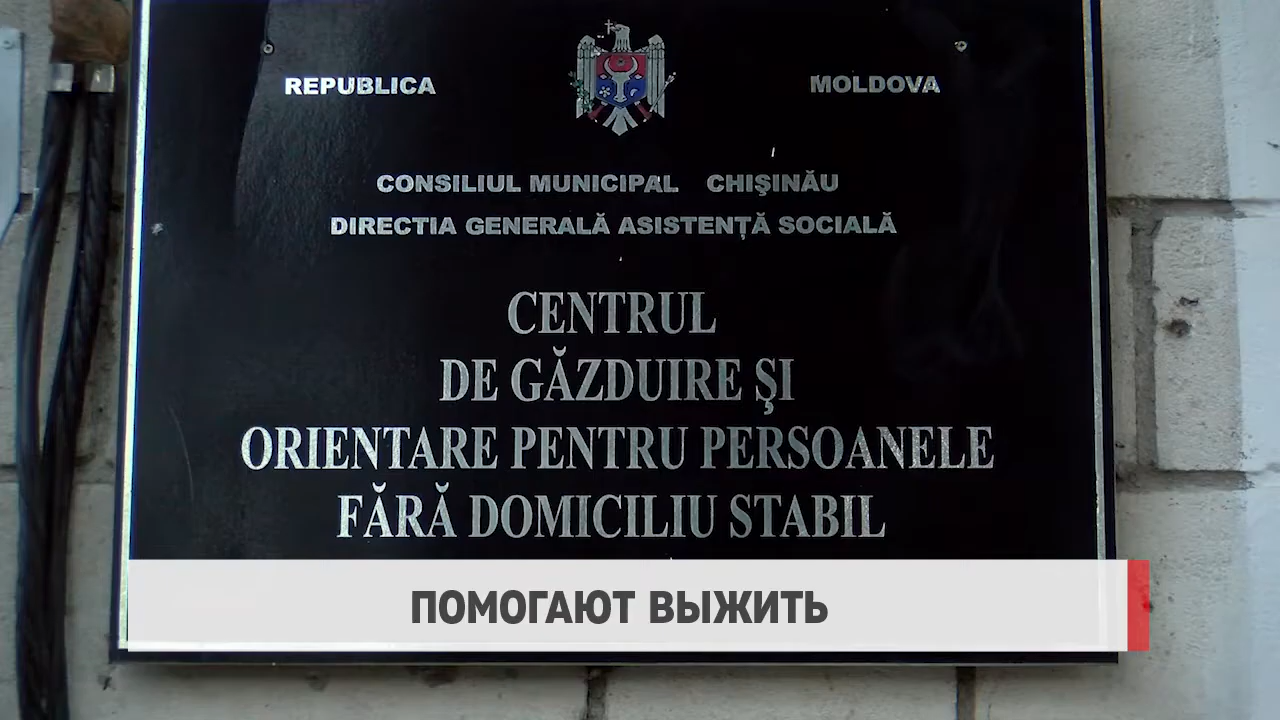 REPUBLICA MOLDOVA
CONSILIUL MUNICIPAL CHIŞINĂU
DIRECTIA GENERALĂ ASISTENȚĂ SOCIALĂ
CENTRUL
DE GĂZDUIRE ŞI
ORIENTARE PENTRU PERSOANELE
FĂRĂ DOMICILIU STABIL
ПОМОГАЮТ ВЫЖИТЬ